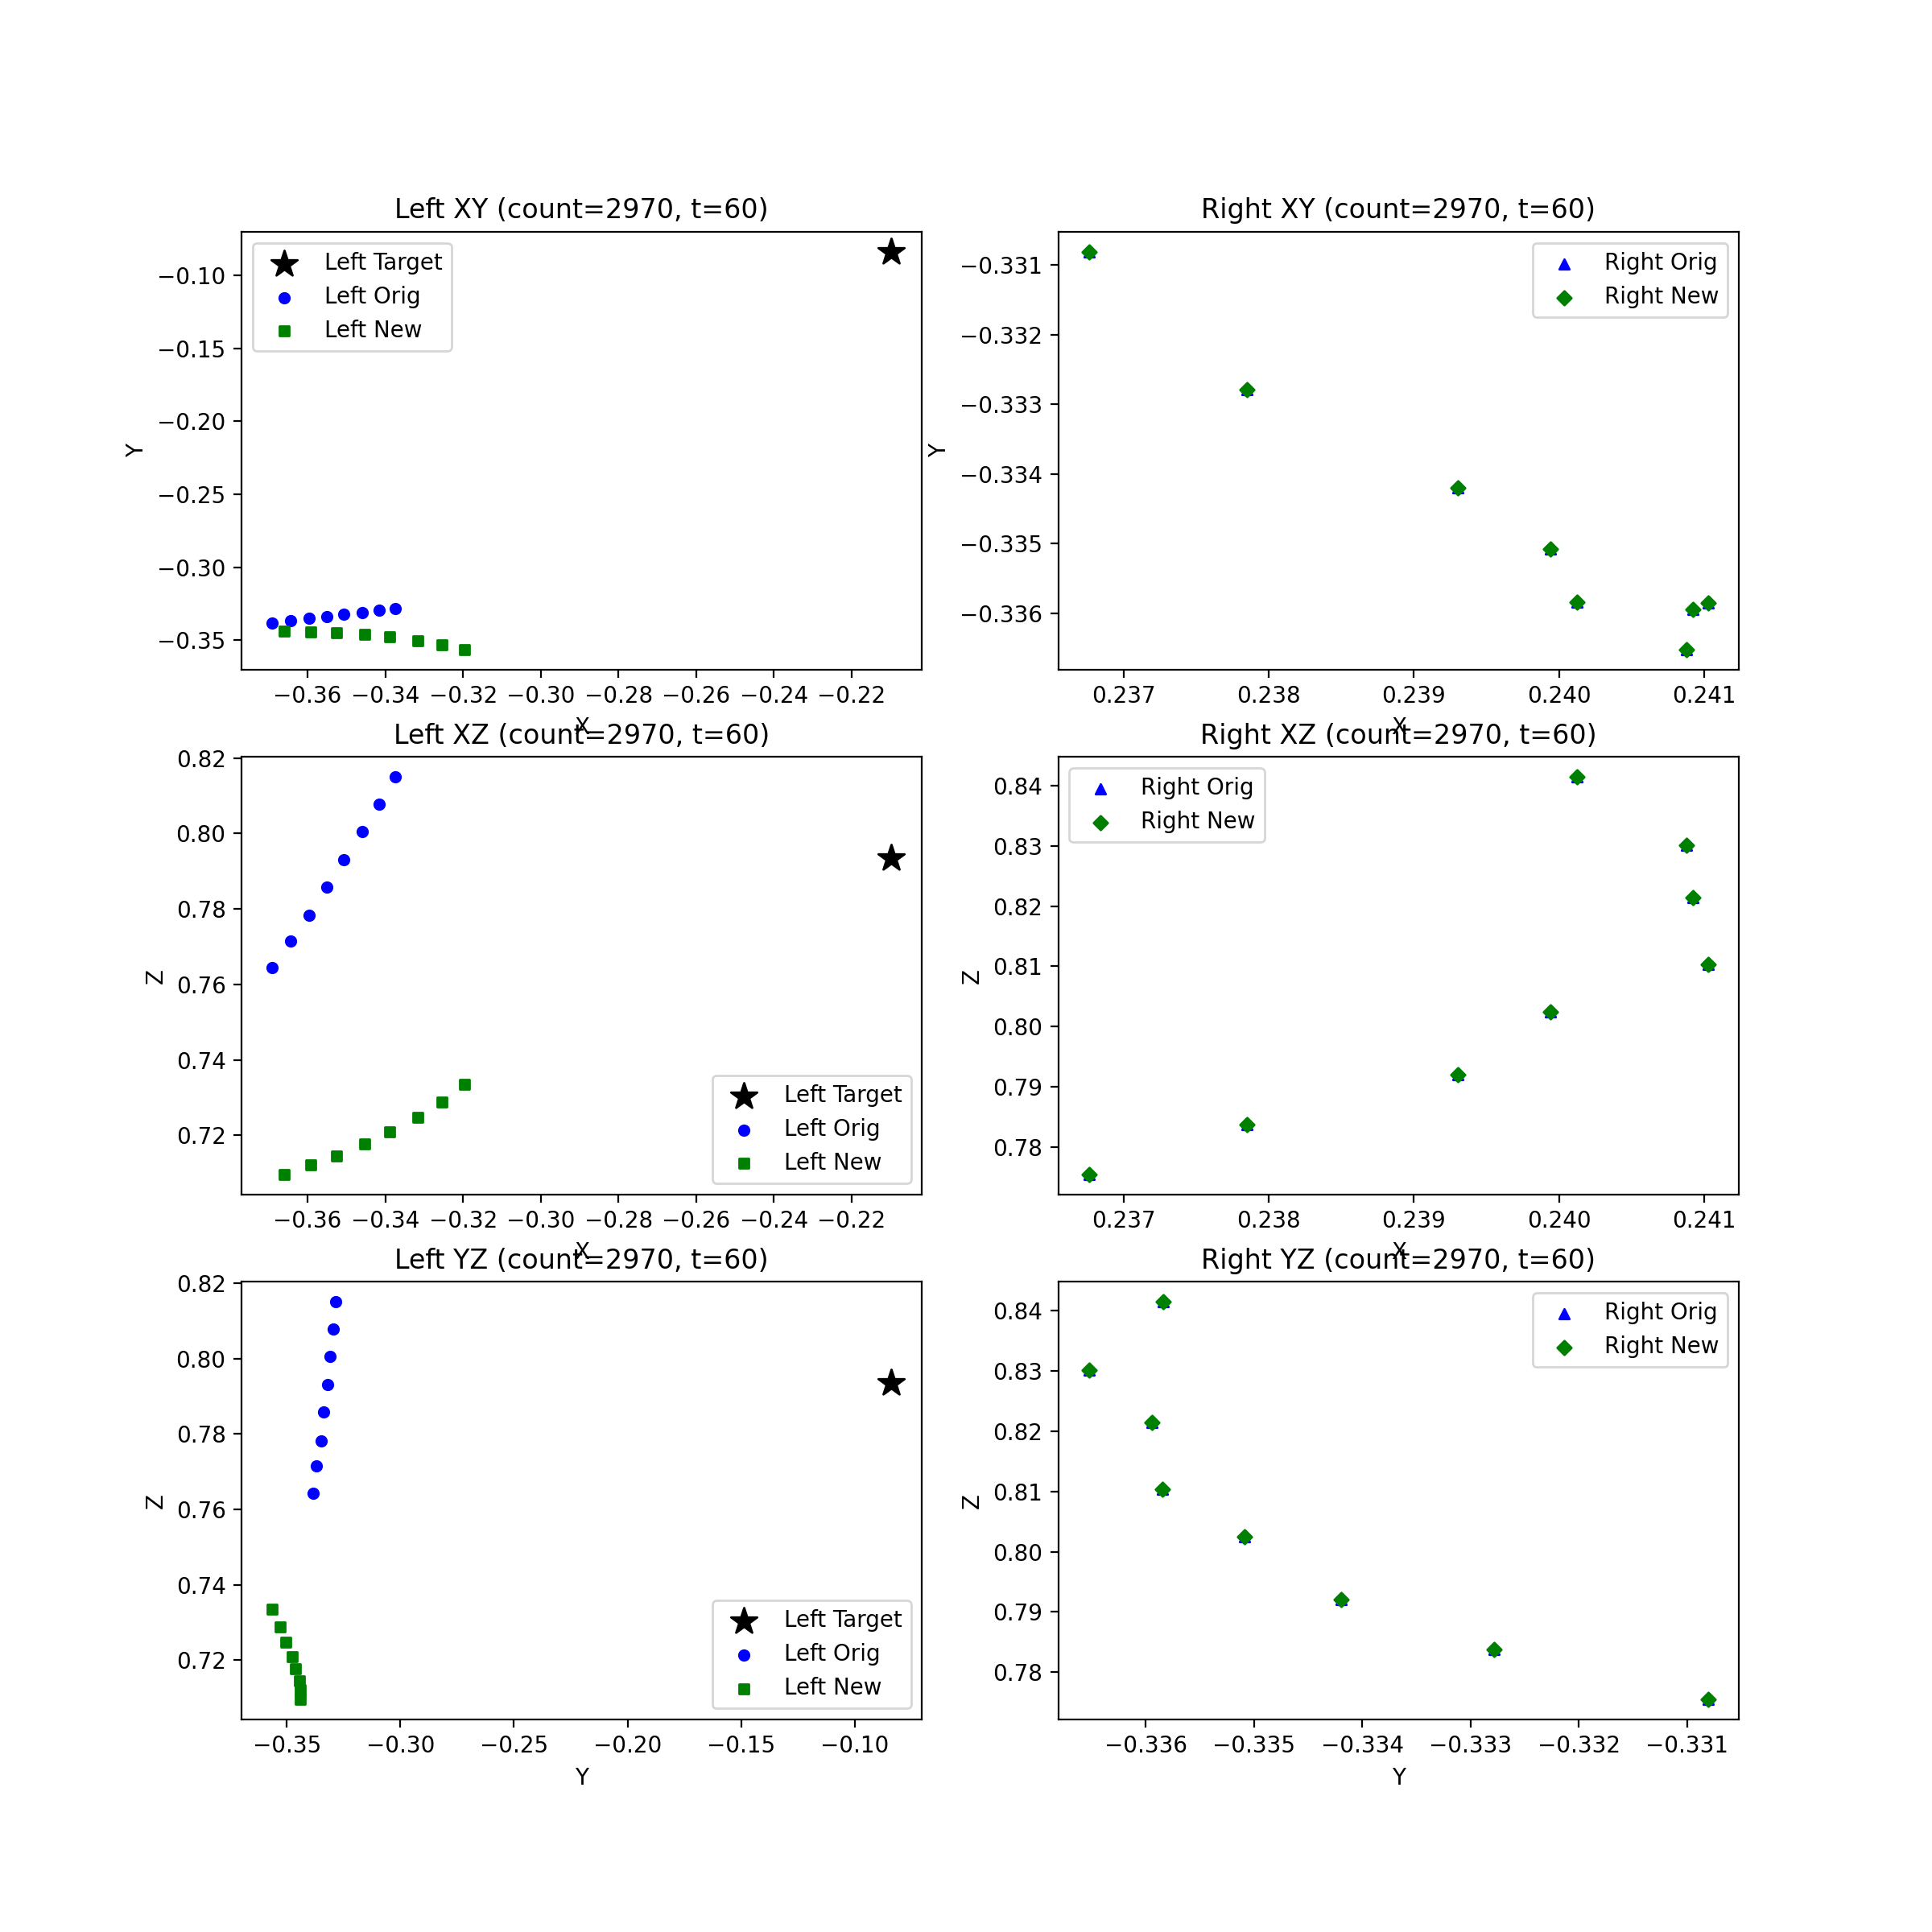 Left XY (count=2970, t=60)
Left Target
Left Orig
Left New
−0.10
−0.15
−0.20
−0.25
−0.30
−0.35
Y
−0.36 −0.34 −0.32 −0.30 −0.28 −0.26 −0.24 −0.22
X
Right XY (count=2970, t=60)
Right Orig
Right New
−0.331
−0.332
−0.333
−0.334
−0.335
−0.336
Y
0.237 0.238 0.239 0.240 0.241
X
Left XZ (count=2970, t=60)
0.82
0.80
0.78
0.76
0.74
0.72
Z
Left Target
Left Orig
Left New
−0.36 −0.34 −0.32 −0.30 −0.28 −0.26 −0.24 −0.22
X
Right XZ (count=2970, t=60)
Right Orig
Right New
0.84
0.83
0.82
0.81
0.80
0.79
0.78
Z
0.237 0.238 0.239 0.240 0.241
X
Left YZ (count=2970, t=60)
0.82
0.80
0.78
0.76
0.74
0.72
Z
Left Target
Left Orig
Left New
−0.35 −0.30 −0.25 −0.20 −0.15 −0.10
Y
Right YZ (count=2970, t=60)
Right Orig
Right New
0.84
0.83
0.82
0.81
0.80
0.79
0.78
Z
−0.336 −0.335 −0.334 −0.333 −0.332 −0.331
Y